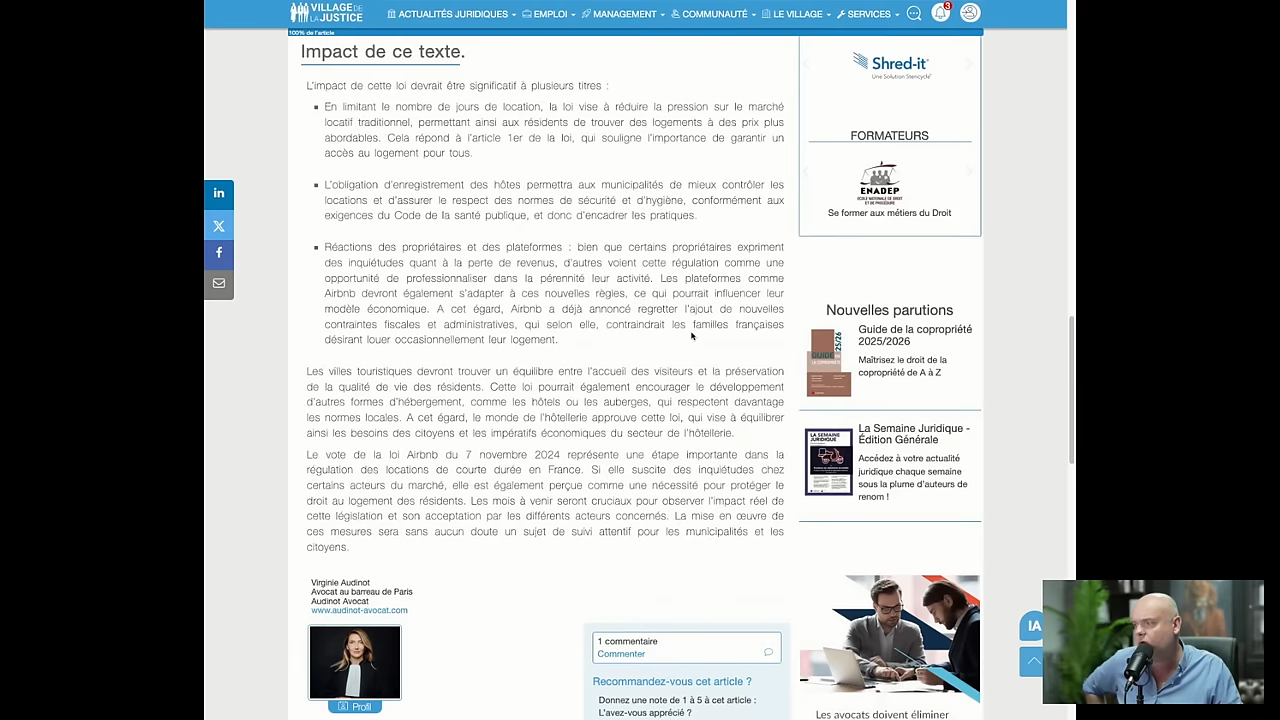 VILLAGE DE
LA JUSTICE
ACTUALITÉS JURIDIQUES
EMPLOI
MANAGEMENT
COMMUNAUTÉ
LE VILLAGE
SERVICES
3
100% de l'article
Impact de ce texte.
L'impact de cette loi devrait être significatif à plusieurs titres :
En limitant le nombre de jours de location, la loi vise à réduire la pression sur le marché
locatif traditionnel, permettant ainsi aux résidents de trouver des logements à des prix plus
abordables. Cela répond à l'article 1er de la loi, qui souligne l'importance de garantir un
accès au logement pour tous.
L'obligation d'enregistrement des hôtes permettra aux municipalités de mieux contrôler les
locations et d'assurer le respect des normes de sécurité et d'hygiène, conformément aux
exigences du Code de la santé publique, et donc d'encadrer les pratiques.
Réactions des propriétaires et des plateformes : bien que certains propriétaires expriment
des inquiétudes quant à la perte de revenus, d'autres voient cette régulation comme une
opportunité de professionnaliser dans la pérennité leur activité. Les plateformes comme
Airbnb devront également s'adapter à ces nouvelles règles, ce qui pourrait influencer leur
modèle économique. A cet égard, Airbnb a déjà annoncé regretter l'ajout de nouvelles
contraintes fiscales et administratives, qui selon elle, contraindrait les familles françaises
désirant louer occasionnellement leur logement.
Les villes touristiques devront trouver un équilibre entre l'accueil des visiteurs et la préservation
de la qualité de vie des résidents. Cette loi pourrait également encourager le développement
d'autres formes d'hébergement, comme les hôtels ou les auberges, qui respectent davantage
les normes locales. A cet égard, le monde de l'hôtellerie approuve cette loi, qui vise à équilibrer
ainsi les besoins des citoyens et les impératifs économiques du secteur de l'hôtellerie.
Le vote de la loi Airbnb du 7 novembre 2024 représente une étape importante dans la
régulation des locations de courte durée en France. Si elle suscite des inquiétudes chez
certains acteurs du marché, elle est également perçue comme une nécessité pour protéger le
droit au logement des résidents. Les mois à venir seront cruciaux pour observer l'impact réel de
cette législation et son acceptation par les différents acteurs concernés. La mise en œuvre de
ces mesures sera sans aucun doute un sujet de suivi attentif pour les municipalités et les
citoyens.
Virginie Audinot
Avocat au barreau de Paris
Audinot Avocat
www.audinot-avocat.com
Profil
1 commentaire
Commenter
Recommandez-vous cet article ?
Donnez une note de 1 à 5 à cet article :
L'avez-vous apprécié ?
Shred-it
Une Solution Stericycle
FORMATEURS
ENADEP
ECOLE NATIONALE DE DROIT
ET DE PROCÉDURE
Se former aux métiers du Droit
Nouvelles parutions
GUIDE
25/26
Guide de la copropriété
2025/2026
Maîtrisez le droit de la
copropriété de A à Z
LA SEMAINE
JURIDIQUE
La Semaine Juridique -
Édition Générale
Accédez à votre actualité
juridique chaque semaine
sous la plume d'auteurs de
renom !
Les avocats doivent éliminer
IA
in
X
f